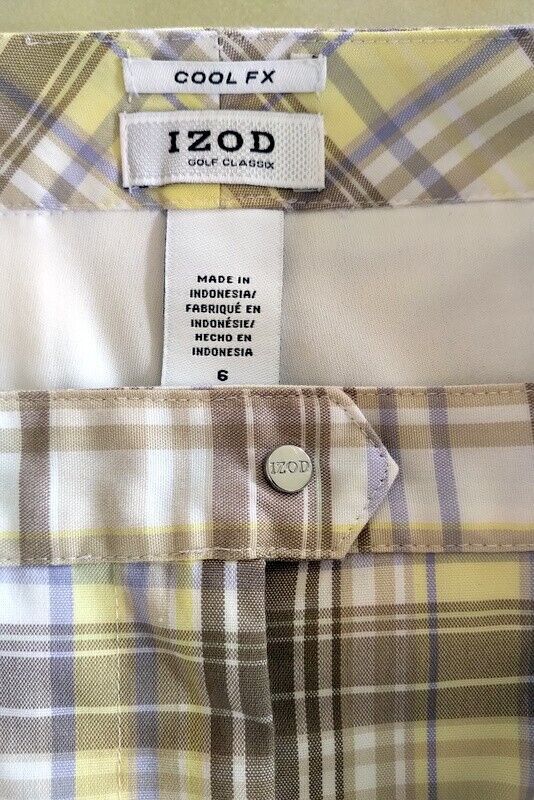 COOL FX
IZOD
GOLF CLASSIX
MADE IN
INDONESIA/
FABRIQUÉ EN
INDONÉSIE/
HECHO EN
INDONESIA
6
IZOD